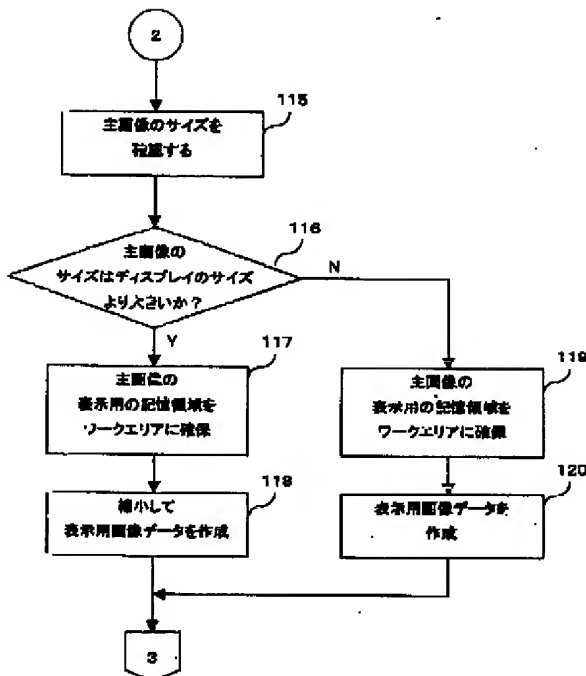 2
115
主画像のサイズを
確認する
116
主画像の
サイズはディスプレイのサイズ
より大きいか?
N
Y
117
主画像の
表示用の記憶領域を
ワークエリアに確保
119
主画像の
表示用の記憶領域を
ワークエリアに確保
118
縮小して
表示用画像データを作成
120
表示用画像データを
作成
3